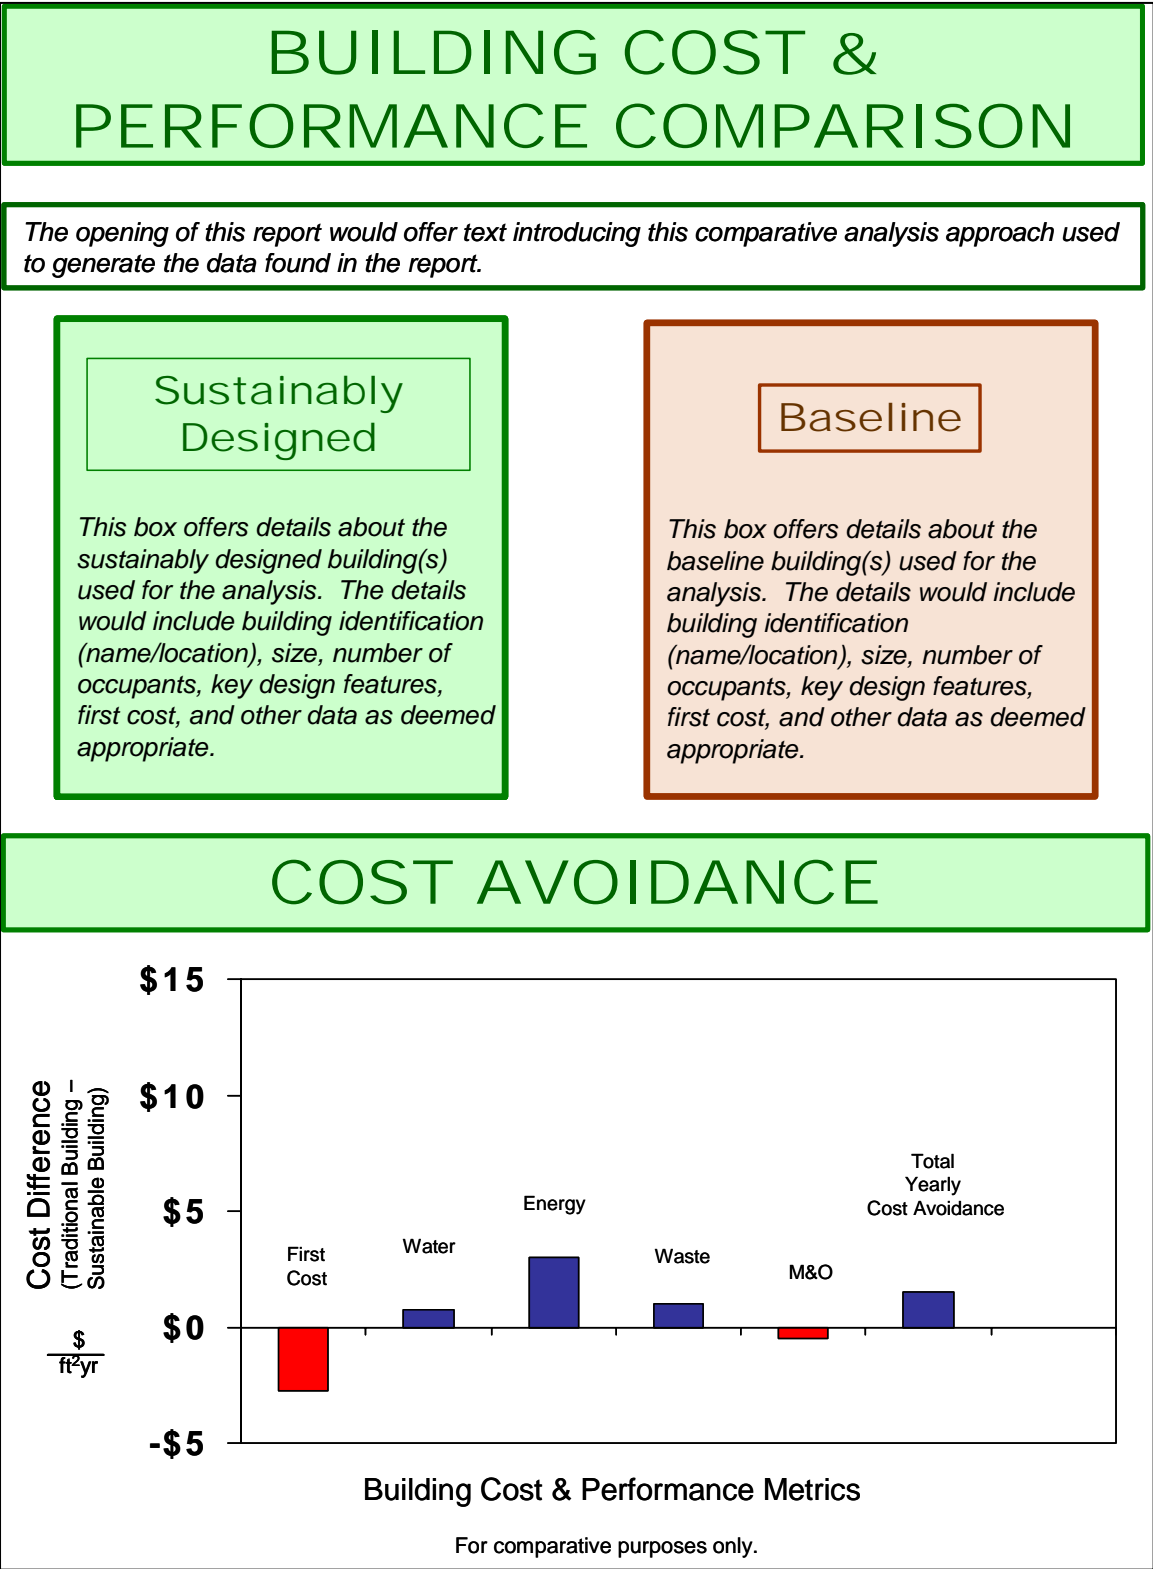 BUILDING COST &
PERFORMANCE COMPARISON
The opening of this report would offer text introducing this comparative analysis approach used
to generate the data found in the report.
Sustainably
Designed
This box offers details about the
sustainably designed building(s)
used for the analysis.  The details
would include building identification
(name/location), size, number of
occupants, key design features,
first cost, and other data as deemed
appropriate.
Baseline
This box offers details about the
baseline building(s) used for the
analysis.  The details would include
building identification
(name/location), size, number of
occupants, key design features,
first cost, and other data as deemed
appropriate.
COST AVOIDANCE
Cost Difference
(Traditional Building –
Sustainable Building)
$
ft²yr
$15
$10
$5
$0
-$5
First
Cost
Water
Energy
Waste
M&O
Total
Yearly
Cost Avoidance
Building Cost & Performance Metrics
For comparative purposes only.